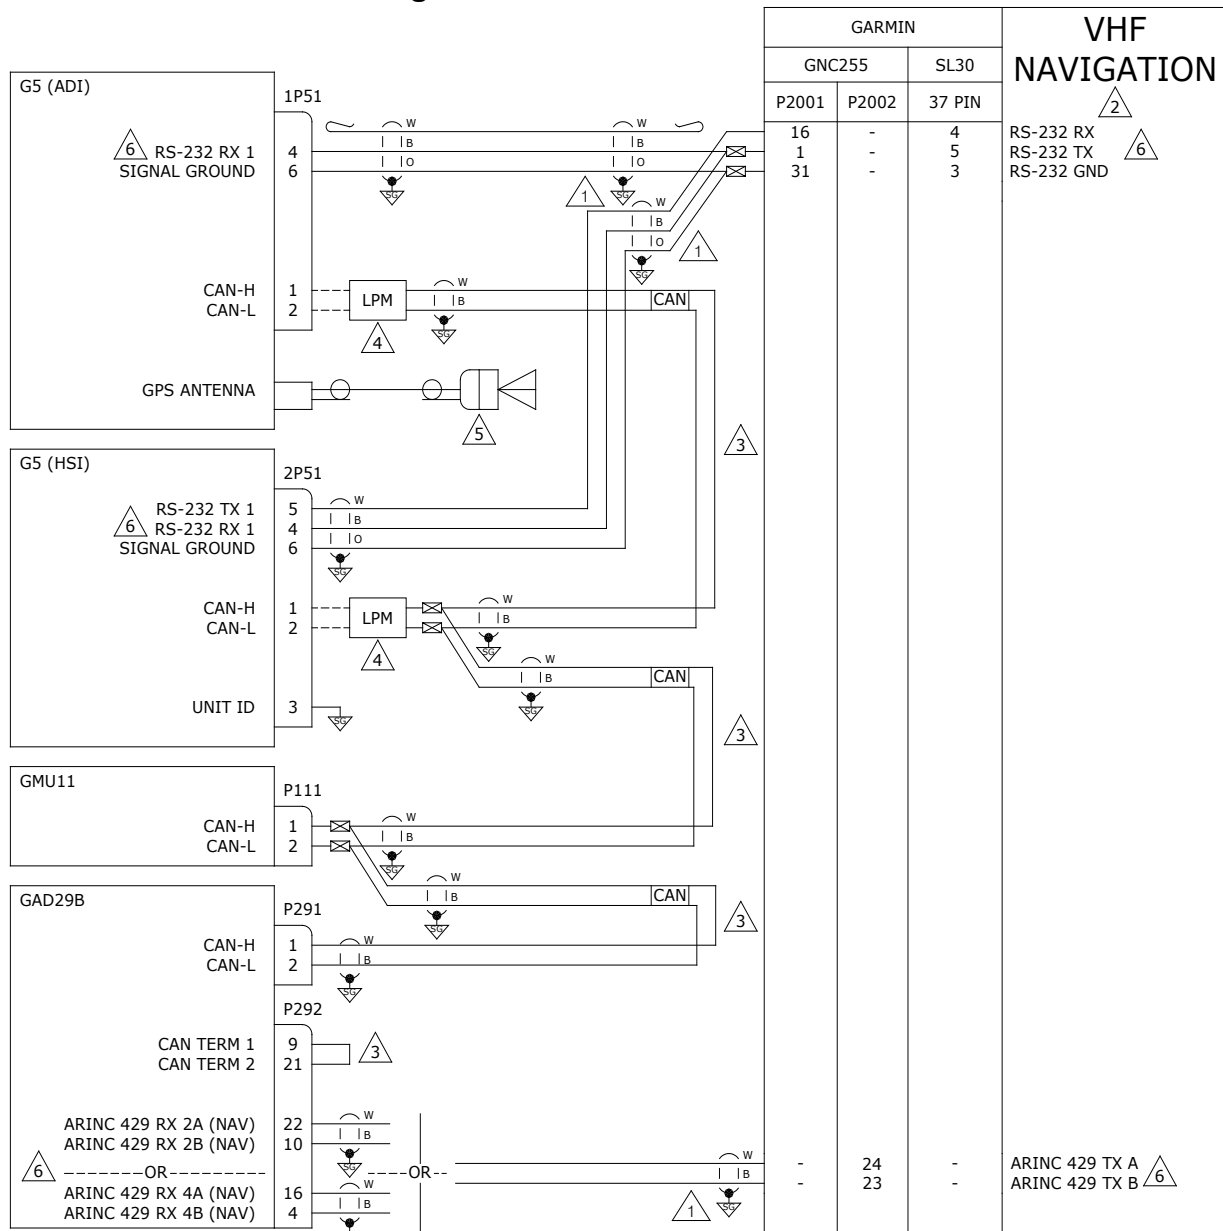 GARMIN
VHF
NAVIGATION
GNC255 SL30
P2001 P2002 37 PIN
2
16 - 4 RS-232 RX
1 - 5 RS-232 TX 6
31 - 3 RS-232 GND
G5 (ADI)
1P51
W
B
O
W
B
O
6 RS-232 RX 1 4
SIGNAL GROUND 6
SG
SG
1
W
B
O
SG
1
CAN-H 1
CAN-L 2
LPM
W
B
CAN
SG
4
GPS ANTENNA
5
3
G5 (HSI)
2P51
RS-232 TX 1 5
6 RS-232 RX 1 4
SIGNAL GROUND 6
W
B
O
SG
CAN-H 1
CAN-L 2
LPM
W
B
SG
4
W
B
CAN
SG
UNIT ID 3
SG
3
GMU11
P111
CAN-H 1
CAN-L 2
W
B
SG
W
B
CAN
SG
3
GAD29B
P291
CAN-H 1
CAN-L 2
W
B
SG
P292
CAN TERM 1 9
CAN TERM 2 21
3
ARINC 429 RX 2A (NAV) 22
ARINC 429 RX 2B (NAV) 10
W
B
SG
6 OR
OR
ARINC 429 RX 4A (NAV) 16
ARINC 429 RX 4B (NAV) 4
W
B
W
B
SG
1
- 24 - ARINC 429 TX A
- 23 - ARINC 429 TX B 6